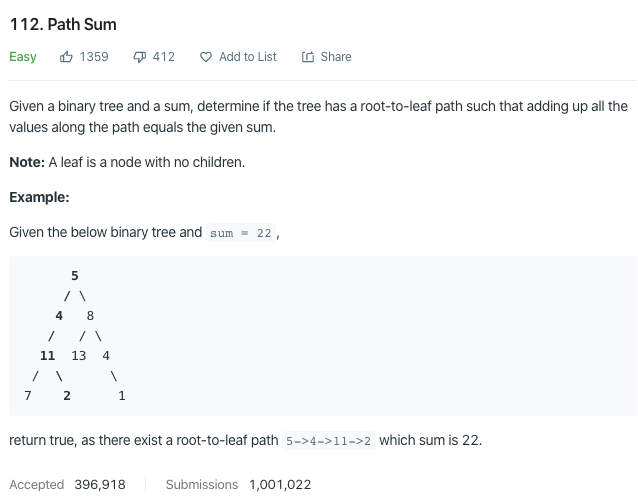 112. Path Sum
Easy 1359 412 Add to List Share
Given a binary tree and a sum, determine if the tree has a root-to-leaf path such that adding up all the
values along the path equals the given sum.
Note: A leaf is a node with no children.
Example:
Given the below binary tree and sum = 22,
5
/ \
4 8
/ / \
11 13 4
/ \ \
7 2 1
return true, as there exist a root-to-leaf path 5->4->11->2 which sum is 22.
Accepted 396,918 Submissions 1,001,022